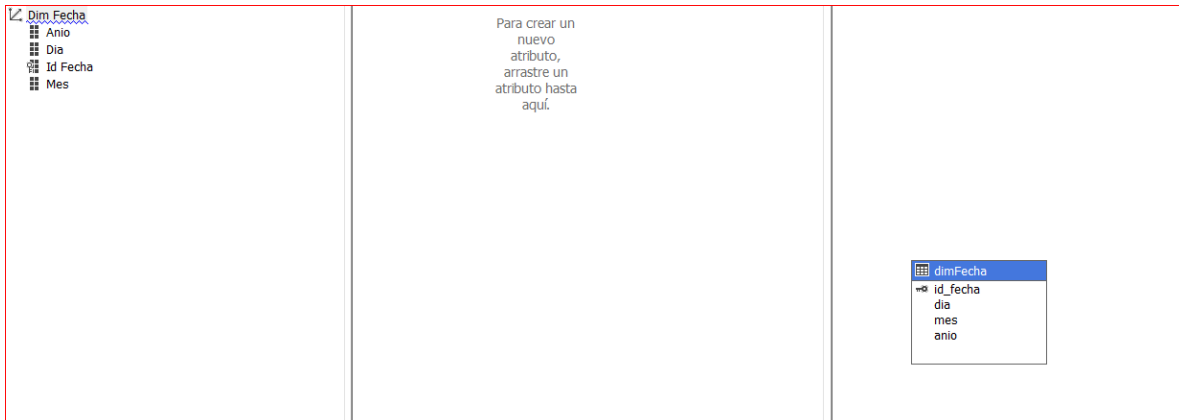 Dim Fecha
Anio
Dia
Id Fecha
Mes
Para crear un
nuevo
atributo,
arrastre un
atributo hasta
aquí.
dimFecha
id_fecha
dia
mes
anio